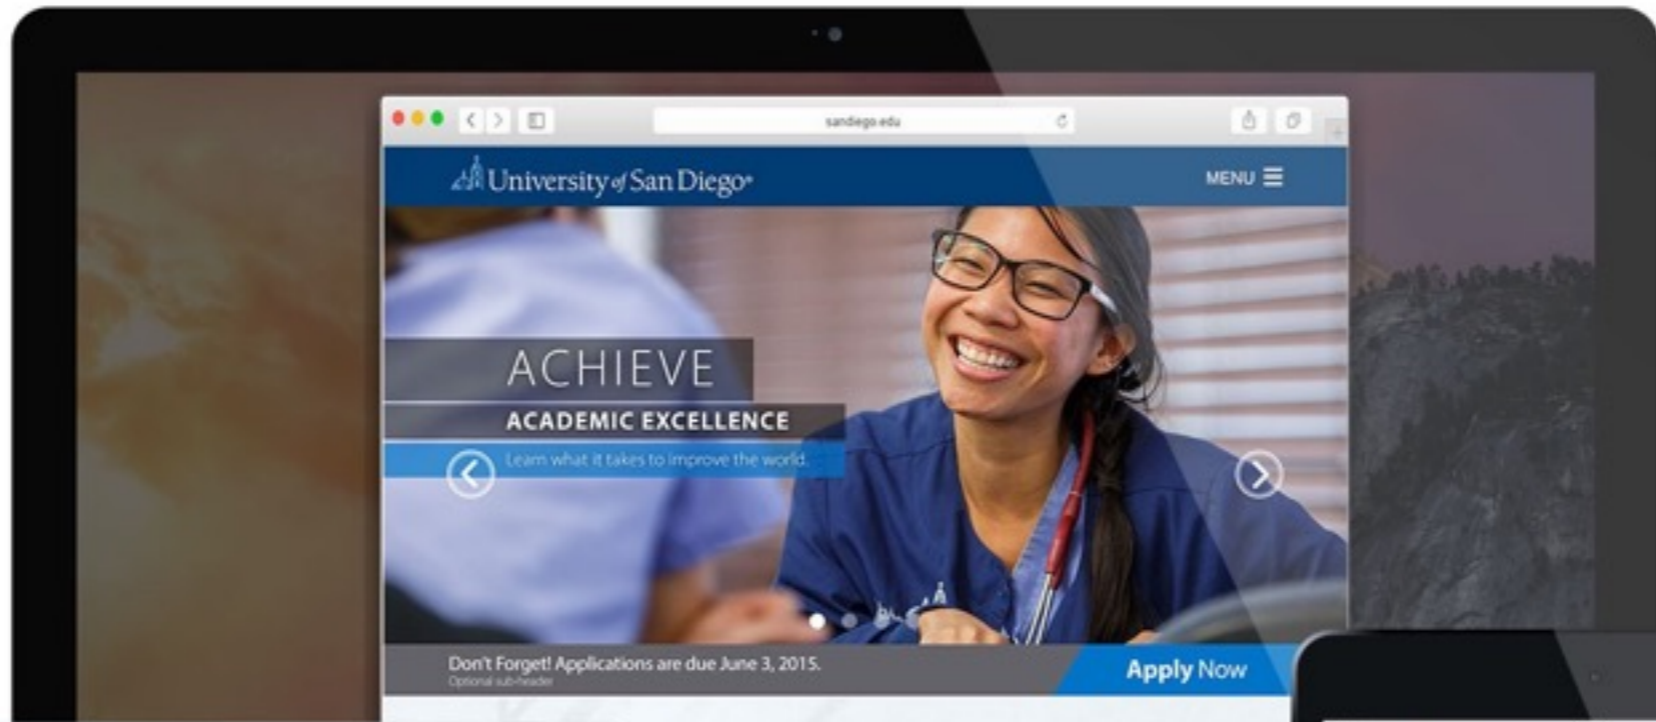 sandiego.edu
University of San Diego®
MENU
ACHIEVE
ACADEMIC EXCELLENCE
Learn what it takes to improve the world.
Don't Forget! Applications are due June 3, 2015.
Optional sub-header
Apply Now